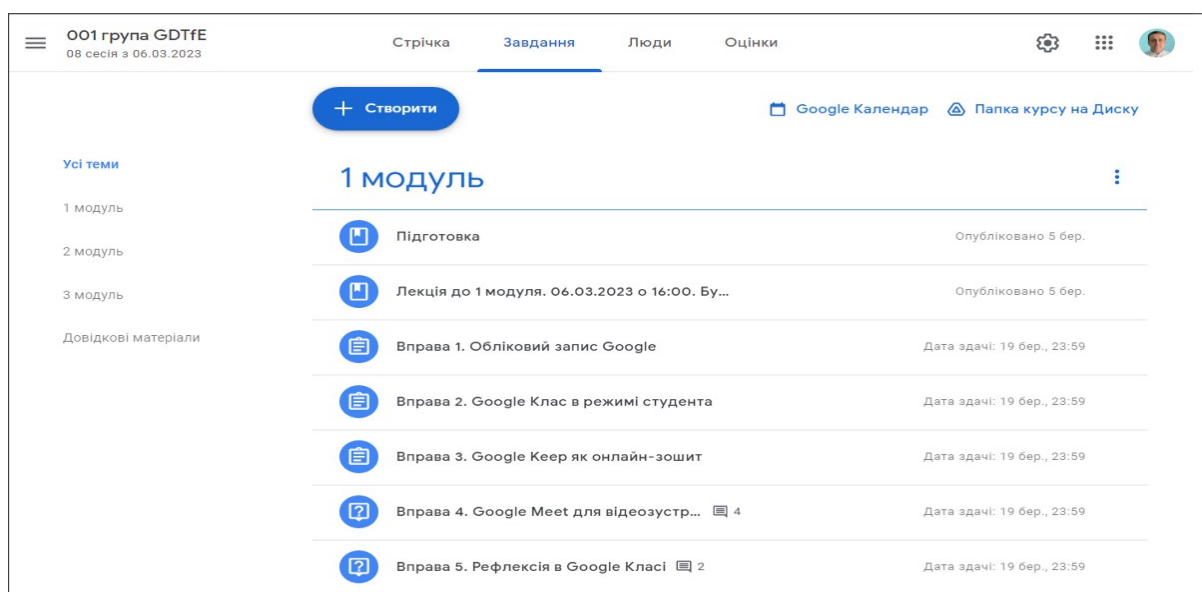 001 група GDTfE
08 сесія з 06.03.2023
Стрічка Завдання Люди Оцінки
Створити
Google Календар Папка курсу на Диску
Усі теми
1 модуль
2 модуль
3 модуль
Довідкові матеріали
1 модуль
Підготовка Опубліковано 5 бер.
Лекція до 1 модуля. 06.03.2023 о 16:00. Бу... Опубліковано 5 бер.
Вправа 1. Обліковий запис Google Дата здачі: 19 бер., 23:59
Вправа 2. Google Клас в режимі студента Дата здачі: 19 бер., 23:59
Вправа 3. Google Keep як онлайн-зошит Дата здачі: 19 бер., 23:59
Вправа 4. Google Meet для відеозустр... 4 Дата здачі: 19 бер., 23:59
Вправа 5. Рефлексія в Google Класі 2 Дата здачі: 19 бер., 23:59